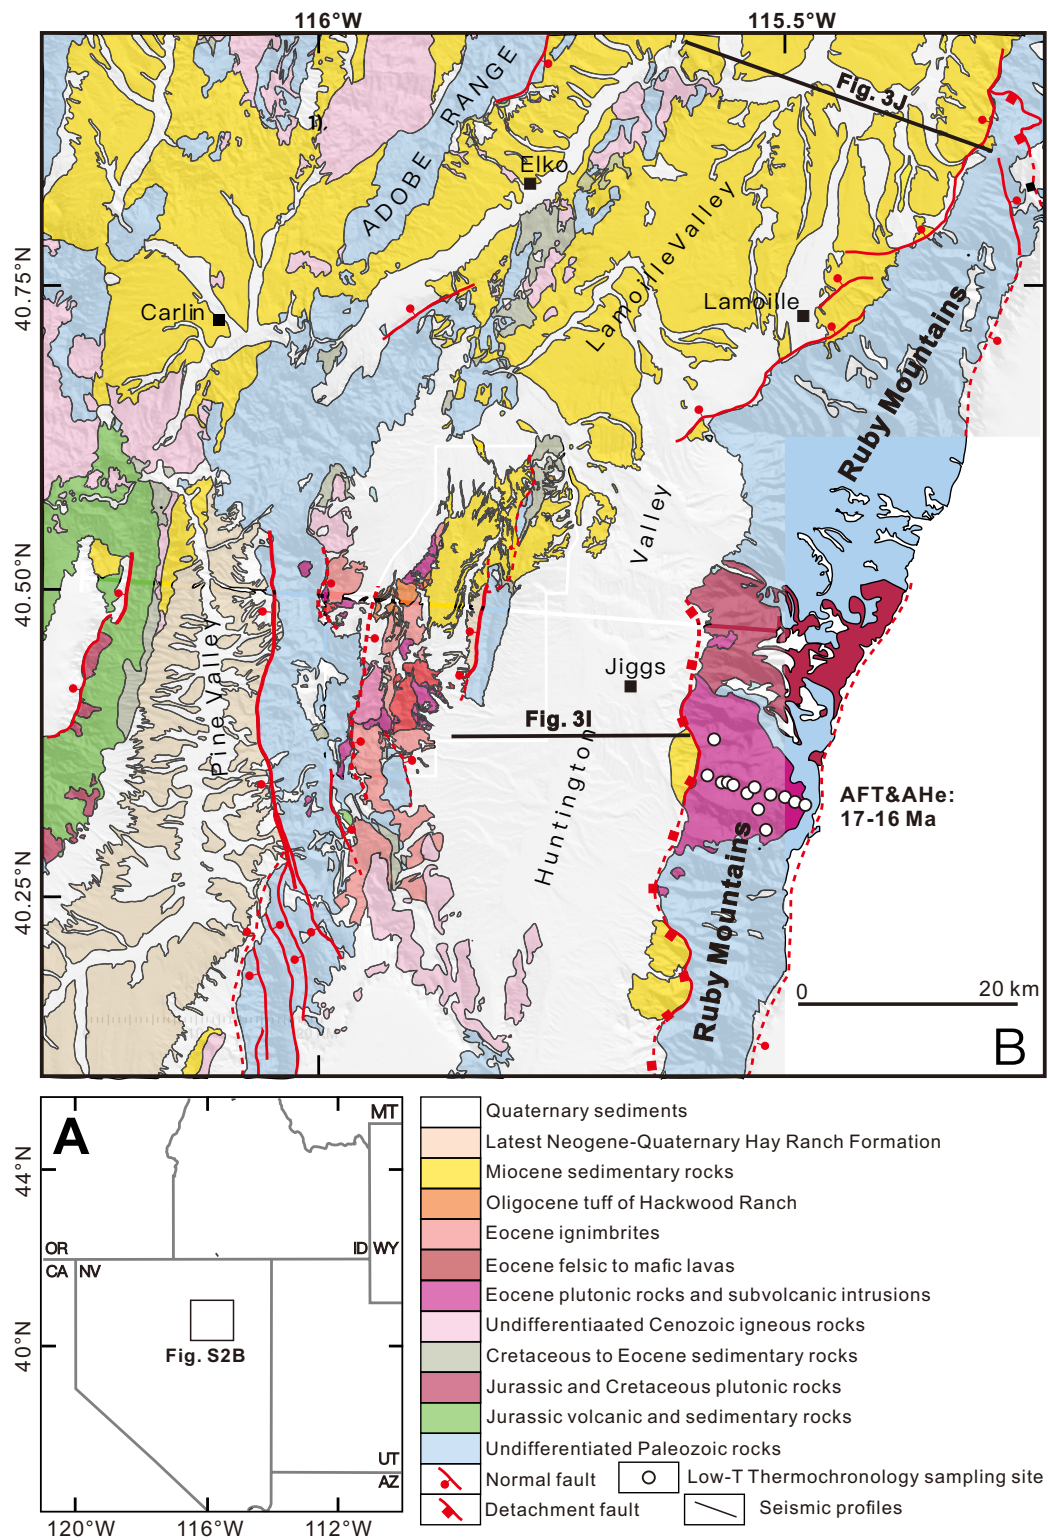 116°W
115.5°W
Fig. 3J
ADOBE RANGE
Elko
Lamoille Valley
40.75°N
Carlin
Lamoille
Ruby Mountains
Valley
40.50°N
Pine Valley
Jiggs
Fig. 3I
Huntington
AFT&AHe:
17-16 Ma
40.25°N
Ruby Mountains
0
20 km
B
A
MT
44°N
OR
ID
WY
CA
NV
40°N
Fig. S2B
UT
AZ
120°W
116°W
112°W
Quaternary sediments
Latest Neogene-Quaternary Hay Ranch Formation
Miocene sedimentary rocks
Oligocene tuff of Hackwood Ranch
Eocene ignimbrites
Eocene felsic to mafic lavas
Eocene plutonic rocks and subvolcanic intrusions
Undifferentiaated Cenozoic igneous rocks
Cretaceous to Eocene sedimentary rocks
Jurassic and Cretaceous plutonic rocks
Jurassic volcanic and sedimentary rocks
Undifferentiated Paleozoic rocks
Normal fault
Low-T Thermochronology sampling site
Detachment fault
Seismic profiles